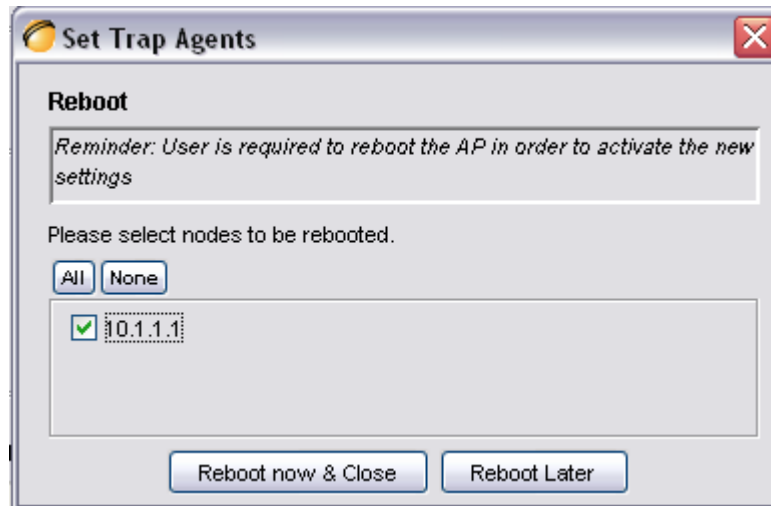 Set Trap Agents
Reboot
Reminder: User is required to reboot the AP in order to activate the new
settings
Please select nodes to be rebooted.
All None
10.1.1.1
Reboot now & Close Reboot Later